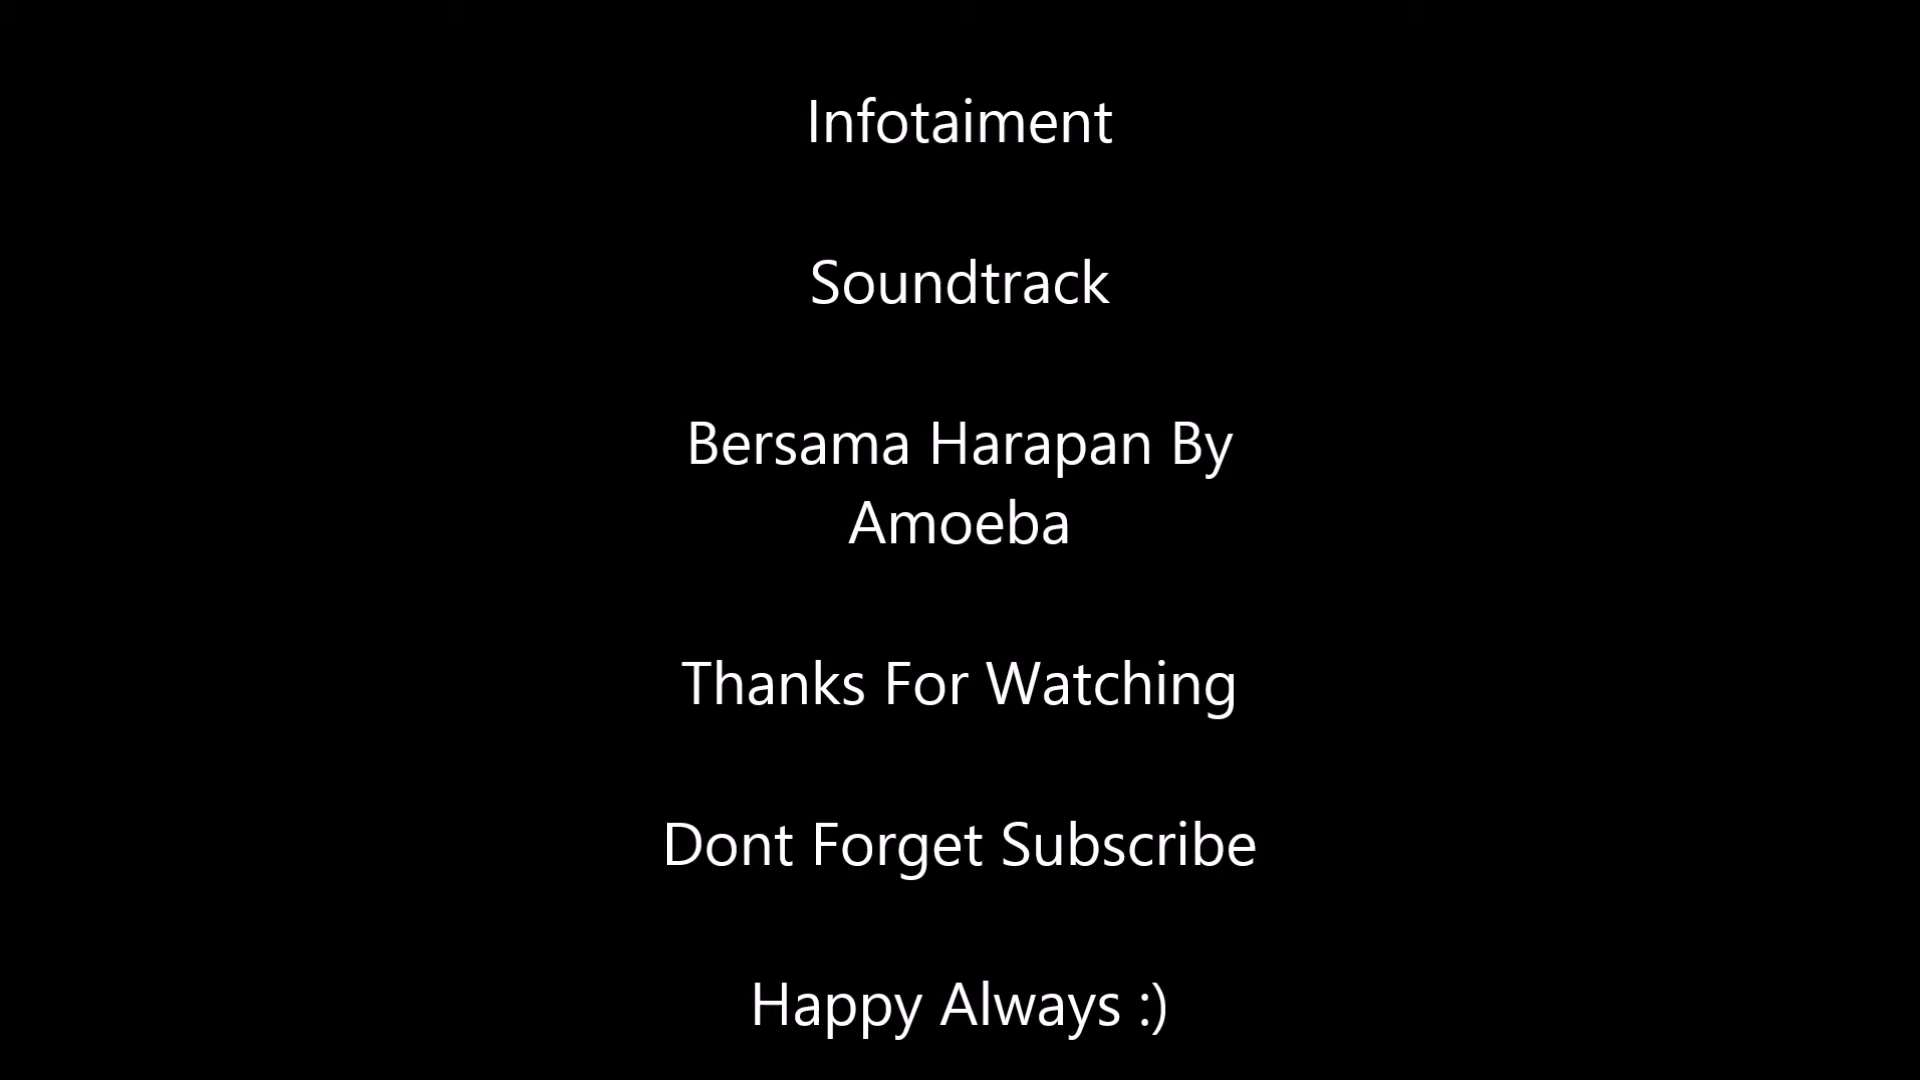 Infotaiment
Soundtrack
Bersama Harapan By
Amoeba
Thanks For Watching
Dont Forget Subscribe
Happy Always :)